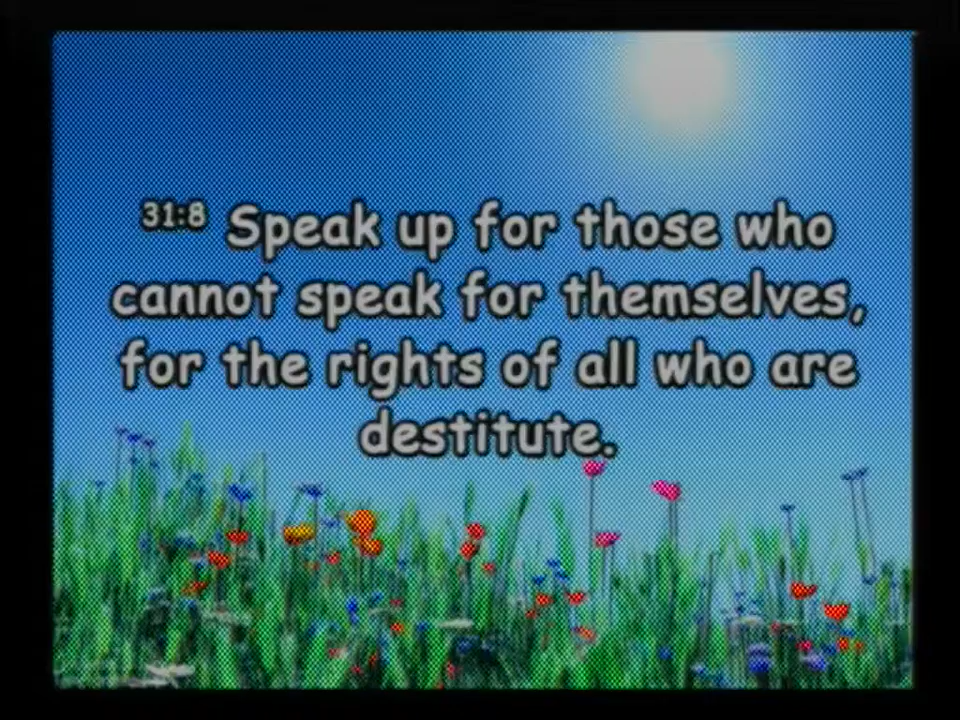 31:8 Speak up for those who
cannot speak for themselves,
for the rights of all who are
destitute.